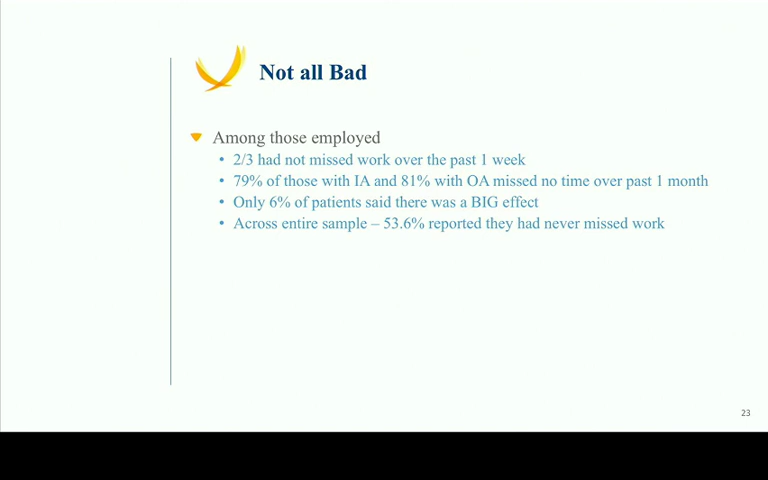 Not all Bad
Among those employed
• 2/3 had not missed work over the past 1 week
• 79% of those with IA and 81% with OA missed no time over past 1 month
• Only 6% of patients said there was a BIG effect
• Across entire sample – 53.6% reported they had never missed work
23